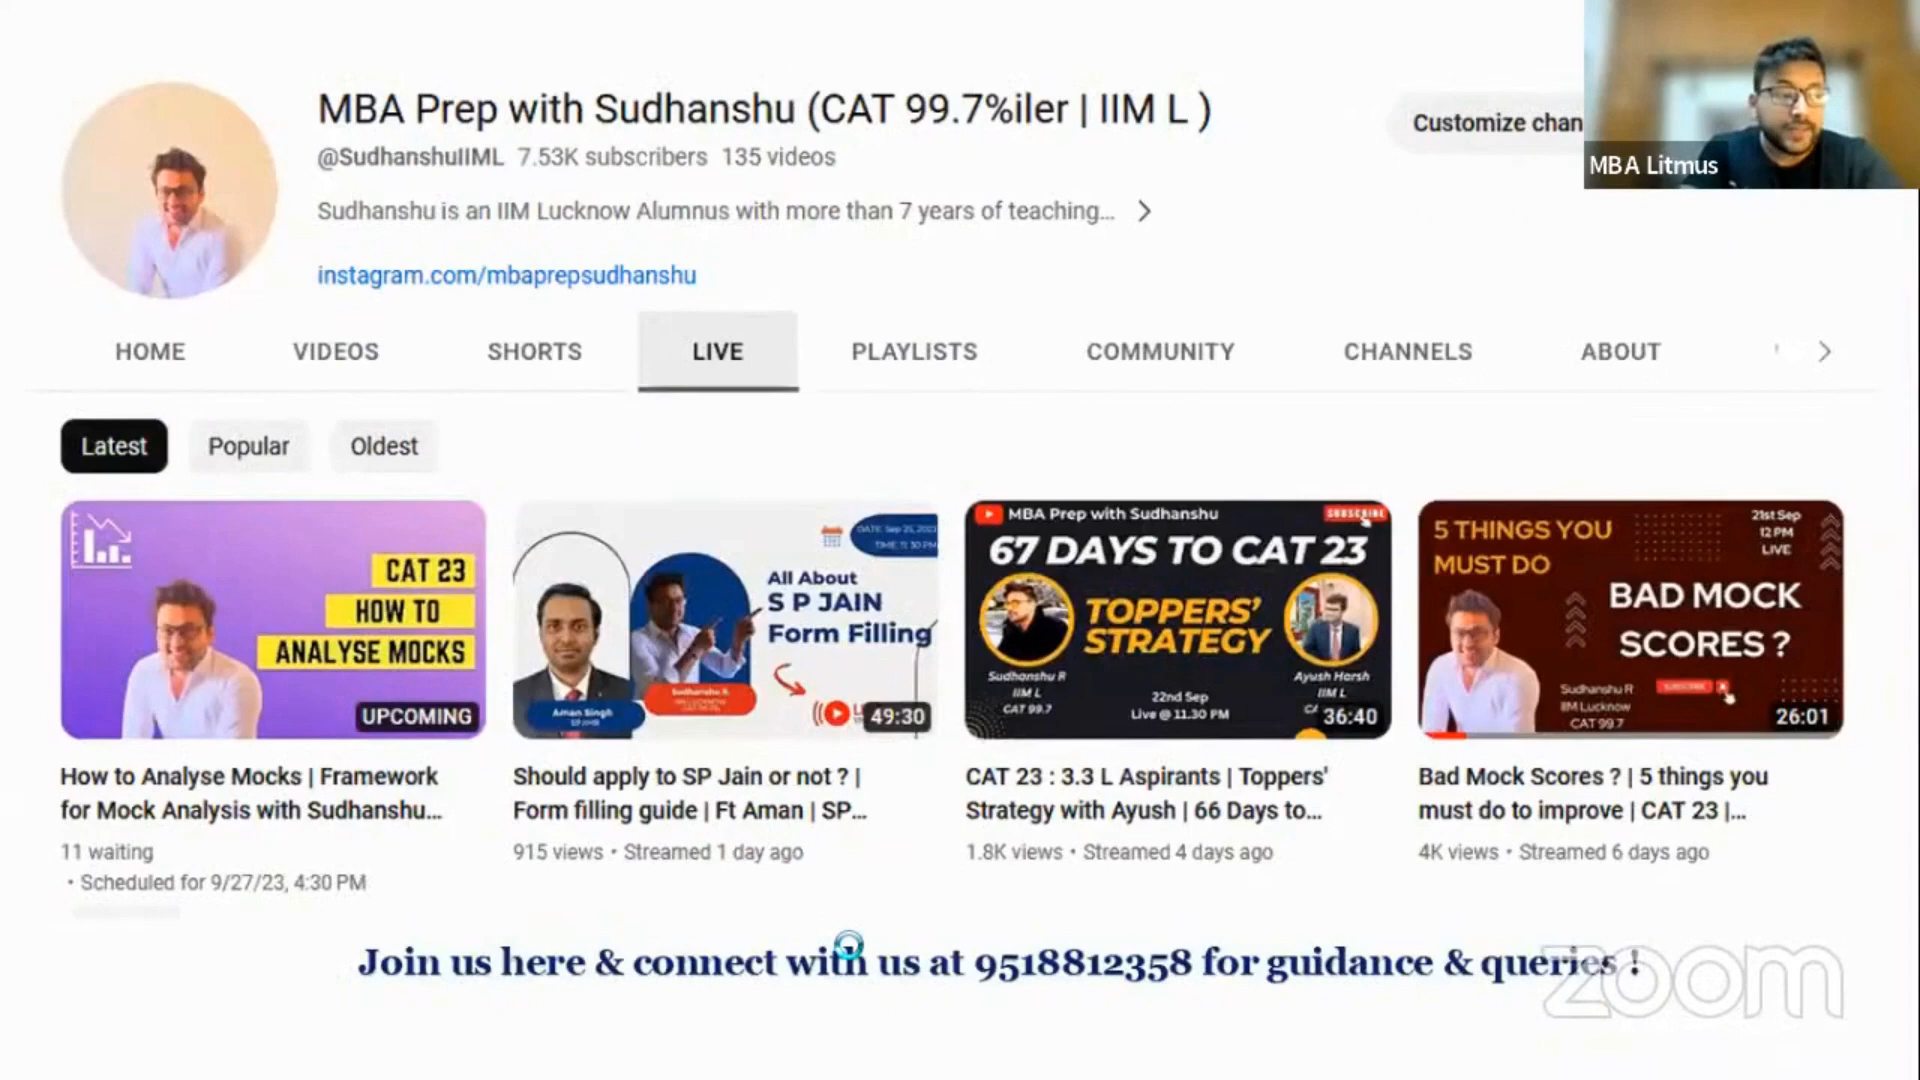 MBA Prep with Sudhanshu (CAT 99.7%iler | IIM L )
@SudhanshuIIML 7.53K subscribers 135 videos
Sudhanshu is an IIM Lucknow Alumnus with more than 7 years of teaching...
instagram.com/mbaprepsudhanshu
Customize chan
MBA Litmus
HOME VIDEOS SHORTS LIVE PLAYLISTS COMMUNITY CHANNELS ABOUT
Latest Popular Oldest
CAT 23
HOW TO
ANALYSE MOCKS
UPCOMING
How to Analyse Mocks | Framework
for Mock Analysis with Sudhanshu...
11 waiting
• Scheduled for 9/27/23, 4:30 PM
All About
S P JAIN
Form Filling
Aman Singh
Sudhanshu R
49:30
Should apply to SP Jain or not ? |
Form filling guide | Ft Aman | SP...
915 views • Streamed 1 day ago
MBA Prep with Sudhanshu
SUBSCRIBE
67 DAYS TO CAT 23
TOPPERS'
STRATEGY
Sudhanshu R
IIM L
CAT 99.7
22nd Sep
Live @ 11.30 PM
Ayush Harsh
IIM L
36:40
CAT 23 : 3.3 L Aspirants | Toppers'
Strategy with Ayush | 66 Days to...
1.8K views • Streamed 4 days ago
5 THINGS YOU
MUST DO
21st Sep
12 PM
LIVE
BAD MOCK
SCORES ?
Sudhanshu R
IIM Lucknow
CAT 99.7
SUBSCRIBE
26:01
Bad Mock Scores ? | 5 things you
must do to improve | CAT 23 |...
4K views • Streamed 6 days ago
Join us here & connect with us at 9518812358 for guidance & queries !
zoom